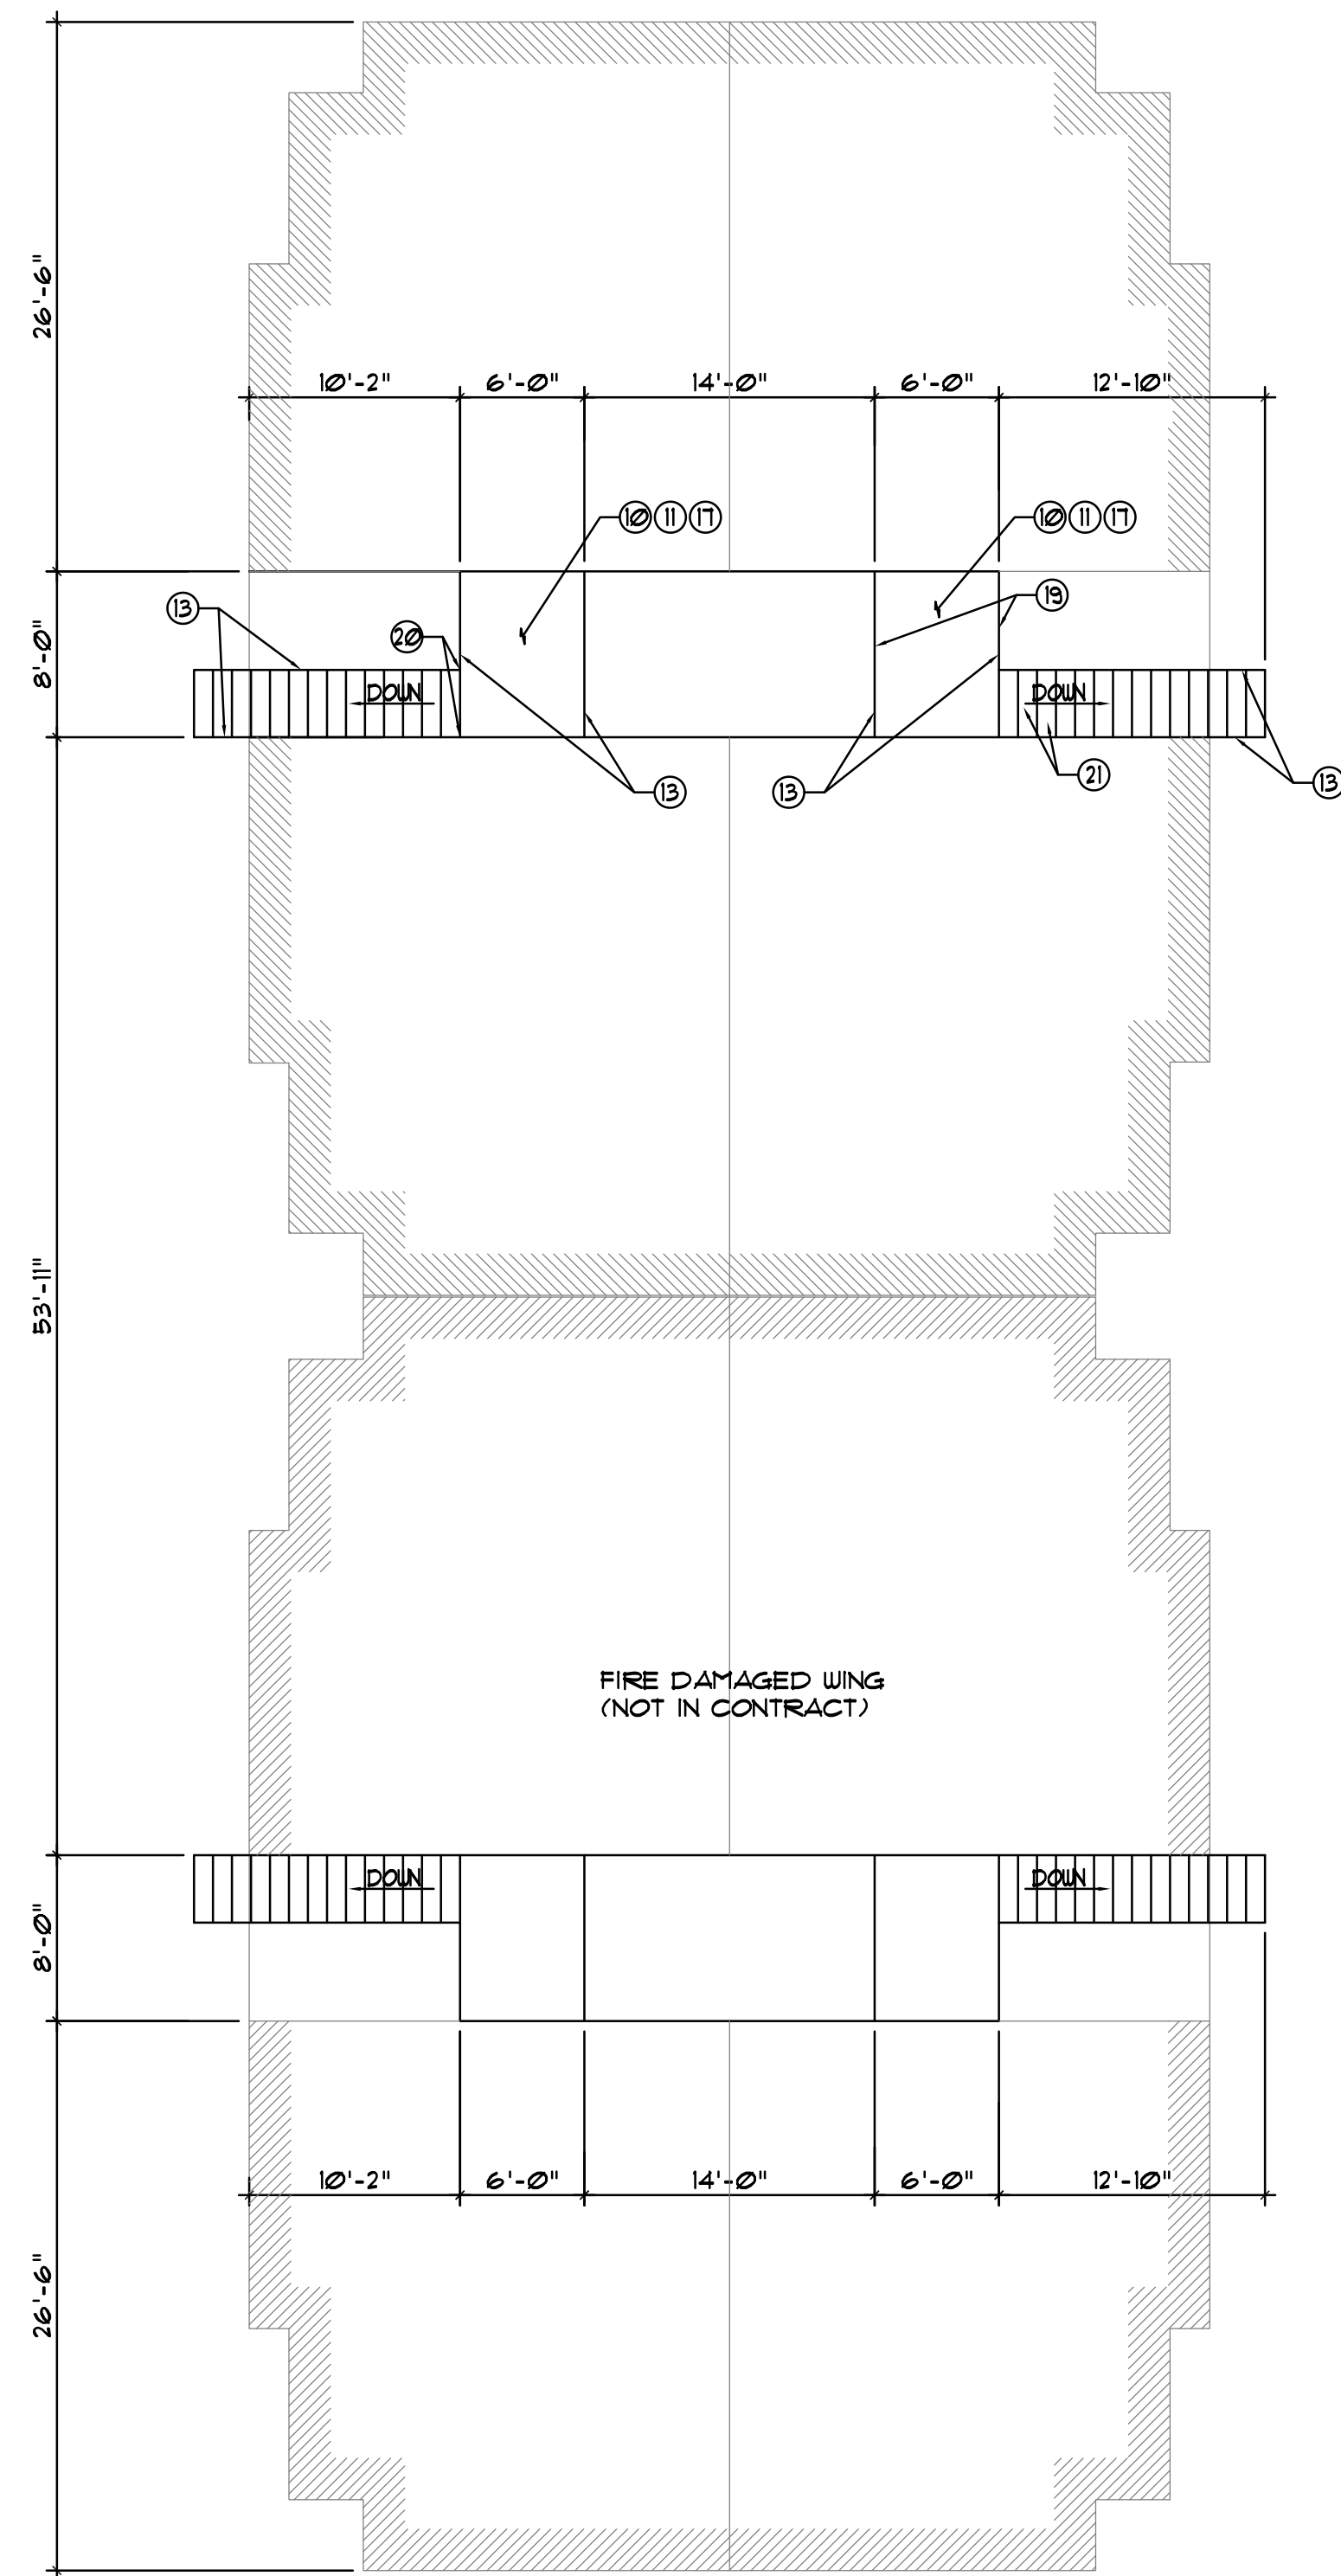 26'-6"
10'-2" 6'-0" 14'-0" 6'-0" 12'-10"
10 11 17 10 11 17
19
13
20
8'-0"
DOWN DOWN
21
13 13 13
53'-11"
FIRE DAMAGED WING
(NOT IN CONTRACT)
DOWN DOWN
8'-0"
10'-2" 6'-0" 14'-0" 6'-0" 12'-10"
26'-6"